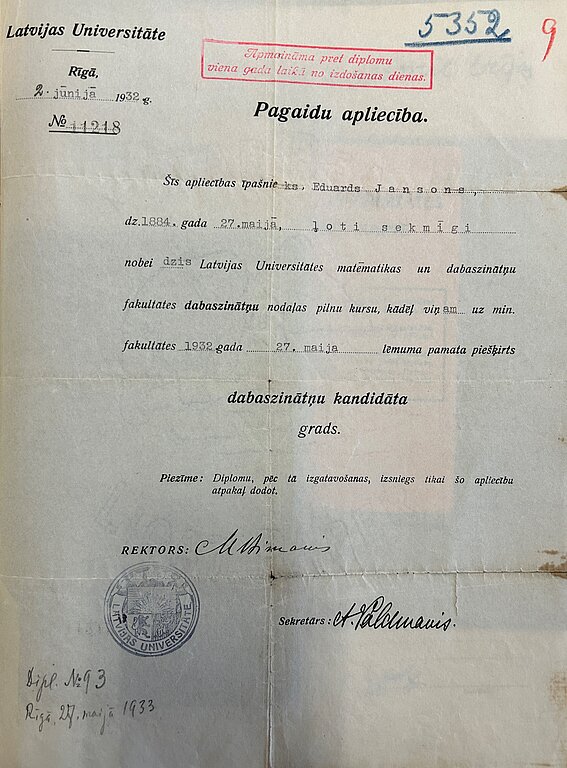 Latvijas Universitāte
5352
9
Apmaināma pret diplomu
viena gada laikā no izdošanas dienas.
Rīgā,
2. jūnijā 1932 g.
№ 11218
Pagaidu apliecība.
Šīs apliecības īpašnieks, Eduards Jansons,
dz. 1884. gada 27. maijā, ļoti sekmīgi
nobeidzis Latvijas Universitātes matēmatikas un dabaszinātņu
fakultātes dabaszinātņu nodaļas pilnu kursu, kādēļ viņam uz min.
fakultātes 1932 gada 27. maija lēmuma pamata piešķirts
dabaszinātņu kandidāta
grads.
Piezīme: Diplomu, pēc tā izgatavošanas, izsniegs tikai šo apliecību
atpakaļ dodot.
REKTORS:
LATVIJAS UNIVERSITĀTE
Sekretārs: A. Valdmanis.
Dipl. № 93
Rīgā, 27. maijā 1933